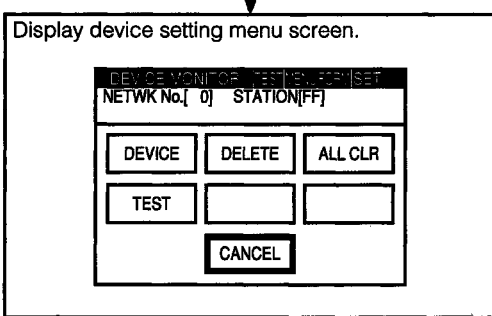 Display device setting menu screen.
DEVICE MONITOR TEST MENU FORM SET
NETWK No.[ 0] STATION[FF]
DEVICE DELETE ALL CLR
TEST
CANCEL